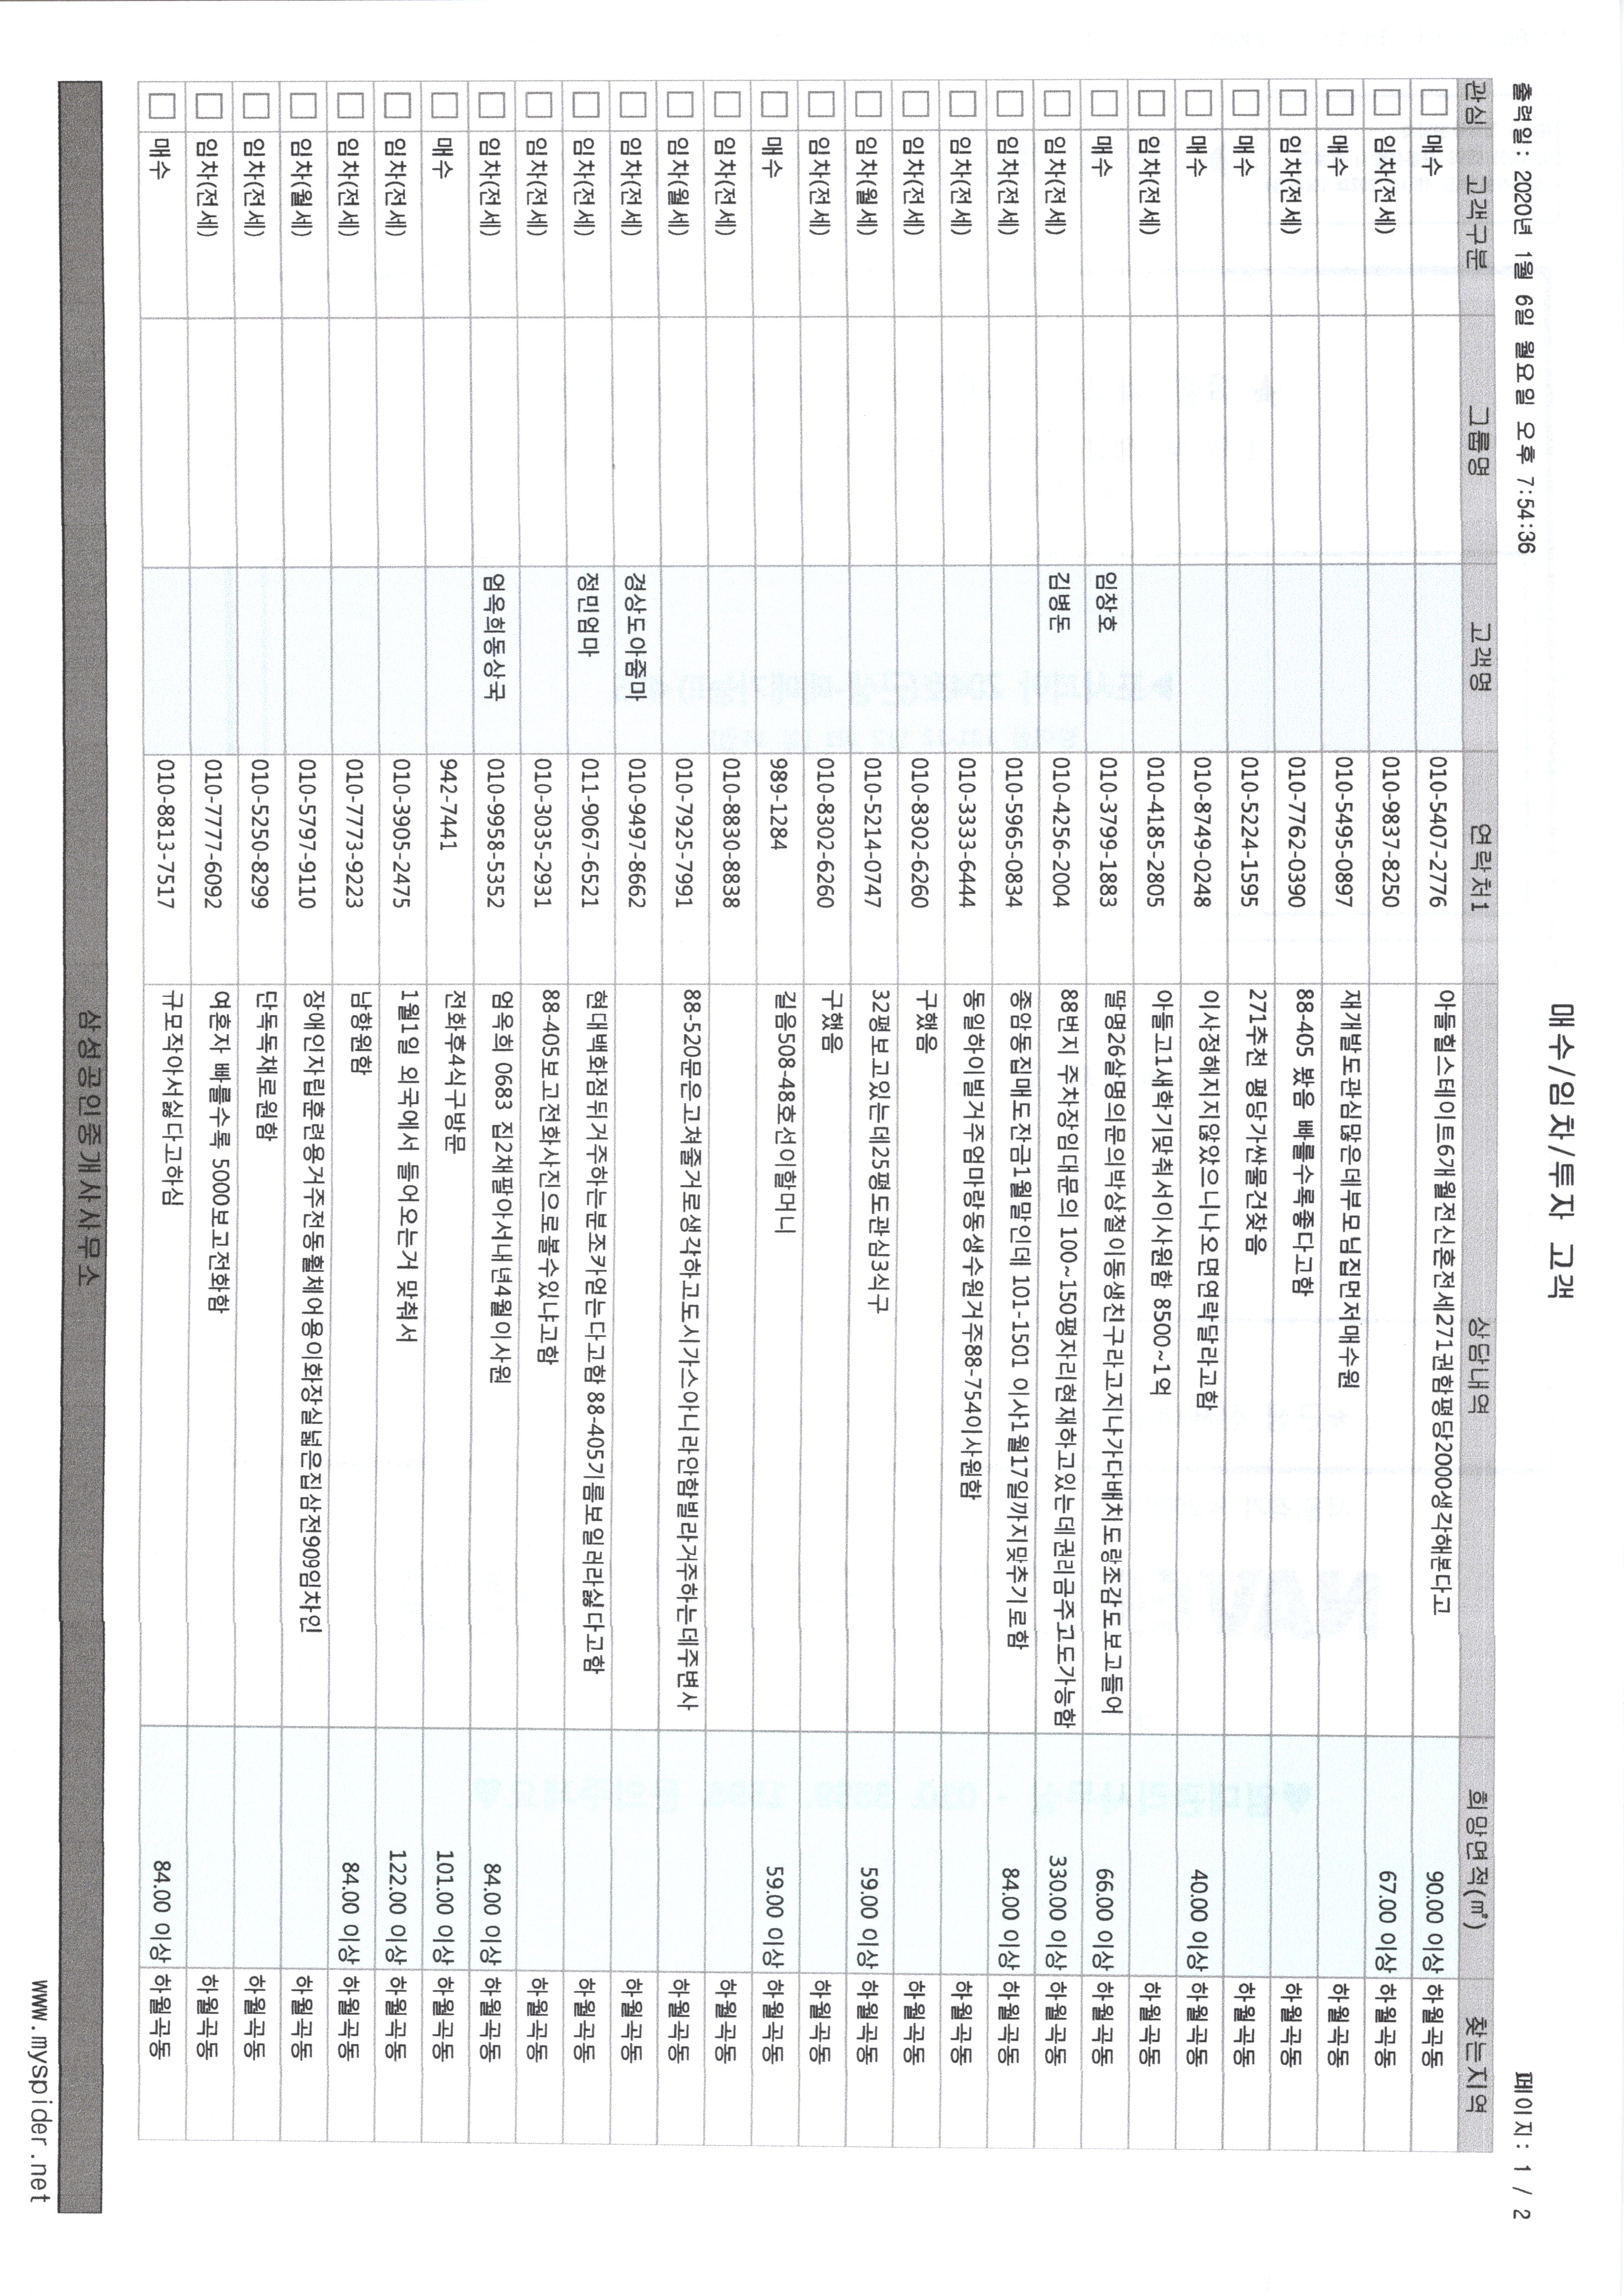 매수/임차/투자 고객
출력일: 2020년 1월 6일 월요일 오후 7:54:36
페이지: 1 / 2
관심 고객구분 그룹명 고객명 연락처1 상담내역 희망면적(㎡) 찾는지역
매수 010-5407-2776 아들힐스테이트6개월전신혼전세271권함평당2000생각해본다고 90.00 이상 하월곡동
임차(전세) 010-9837-8250 67.00 이상 하월곡동
매수 010-5495-0897 재개발도관심많은데부모님집먼저매수원 하월곡동
임차(전세) 010-7762-0390 88-405 봤음 빠를수록좋다고함 하월곡동
매수 010-5224-1595 271추천 평당가싼물건찾음 하월곡동
매수 010-8749-0248 이사정해지지않았으니나오면연락달라고함 40.00 이상 하월곡동
임차(전세) 010-4185-2805 아들고1새학기맞춰서이사원함 8500~1억 하월곡동
매수 임창호 010-3799-1883 딸명26살명의문의박상철이동생친구라고지나가다배치도랑조감도보고들어 66.00 이상 하월곡동
임차(전세) 김병돈 010-4256-2004 88번지 주차장임대문의 100~150평자리현재하고있는데권리금주고도가능함 330.00 이상 하월곡동
임차(전세) 010-5965-0834 종암동집매도잔금1월말인데 101-1501 이사1월17일까지맞추기로함 84.00 이상 하월곡동
임차(전세) 010-3333-6444 동일하이빌거주엄마랑동생수원거주88-754이사원함 하월곡동
임차(전세) 010-8302-6260 구했음 하월곡동
임차(월세) 010-5214-0747 32평보고있는데25평도관심3식구 59.00 이상 하월곡동
임차(전세) 010-8302-6260 구했음 하월곡동
매수 989-1284 길음508-48호선이할머니 59.00 이상 하월곡동
임차(전세) 010-8830-8838 하월곡동
임차(월세) 010-7925-7991 88-520문은고쳐줄거로생각하고도시가스아니라안함빌라거주하는데주변사 하월곡동
임차(전세) 경상도아줌마 010-9497-8662 하월곡동
임차(전세) 정민엄마 011-9067-6521 현대백화점뒤거주하는분조카얻는다고함 88-405기름보일러라싫다고함 하월곡동
임차(전세) 010-3035-2931 88-405보고전화사진으로볼수있냐고함 하월곡동
임차(전세) 엄옥희동상국 010-9958-5352 엄옥희 0683 집2채팔아서내년4월이사원 84.00 이상 하월곡동
매수 942-7441 전화후4식구방문 101.00 이상 하월곡동
임차(전세) 010-3905-2475 1월1일 외국에서 들어오는거 맞춰서 122.00 이상 하월곡동
임차(전세) 010-7773-9223 남향원함 84.00 이상 하월곡동
임차(월세) 010-5797-9110 장애인자립훈련용거주전동휠체어용이화장실넓은집삼전909임차인 하월곡동
임차(전세) 010-5250-8299 단독독채로원함 하월곡동
임차(전세) 010-7777-6092 여혼자 빠를수록 5000보고전화함 하월곡동
매수 010-8813-7517 규모작아서싫다고하심 84.00 이상 하월곡동
삼성공인중개사사무소
www.myspider.net